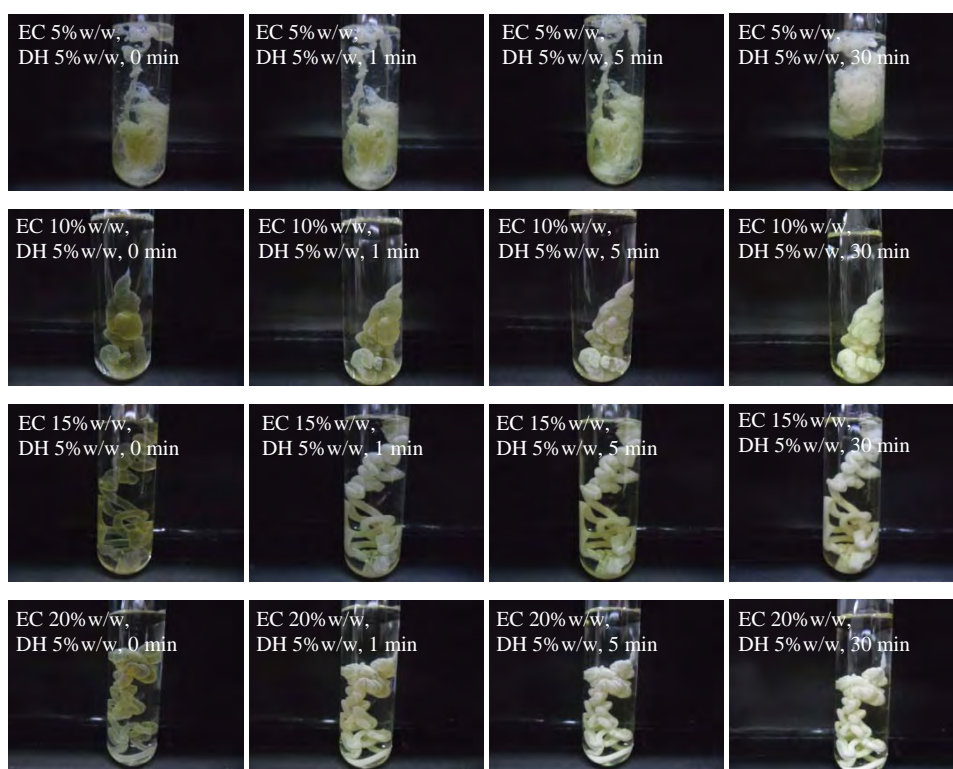 EC 5%w/w,
DH 5%w/w, 0 min
EC 5%w/w,
DH 5%w/w, 1 min
EC 5%w/w,
DH 5%w/w, 5 min
EC 5%w/w,
DH 5%w/w, 30 min
EC 10%w/w,
DH 5%w/w, 0 min
EC 10%w/w,
DH 5%w/w, 1 min
EC 10%w/w,
DH 5%w/w, 5 min
EC 10%w/w,
DH 5%w/w, 30 min
EC 15%w/w,
DH 5%w/w, 0 min
EC 15%w/w,
DH 5%w/w, 1 min
EC 15%w/w,
DH 5%w/w, 5 min
EC 15%w/w,
DH 5%w/w, 30 min
EC 20%w/w,
DH 5%w/w, 0 min
EC 20%w/w,
DH 5%w/w, 1 min
EC 20%w/w,
DH 5%w/w, 5 min
EC 20%w/w,
DH 5%w/w, 30 min